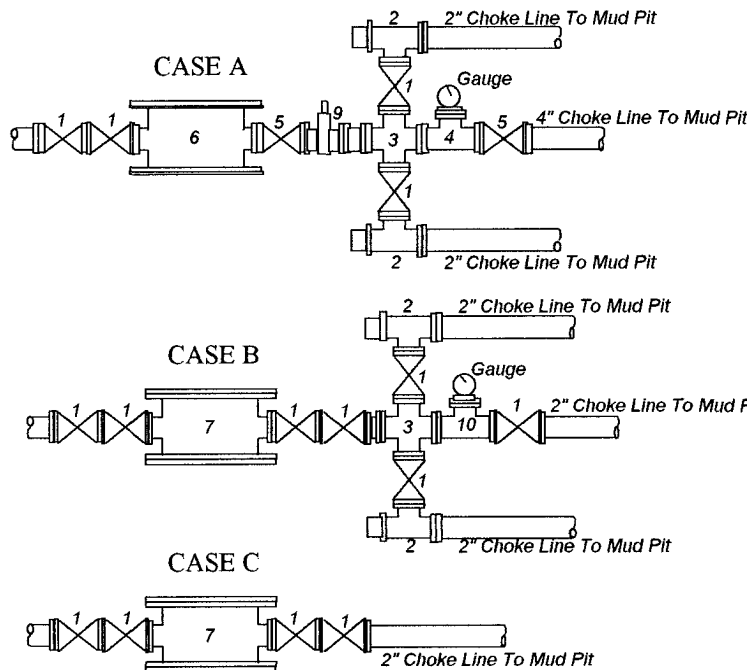 2 2" Choke Line To Mud Pit
CASE A
Gauge
1
1 1 6 5 9 3 4 5 4" Choke Line To Mud Pit
1
2 2" Choke Line To Mud Pit
2 2" Choke Line To Mud Pit
CASE B
Gauge
1
1 1 7 1 1 3 10 1 2" Choke Line To Mud P
1
2 2" Choke Line To Mud Pit
CASE C
1 1 7 1 1
2" Choke Line To Mud Pit